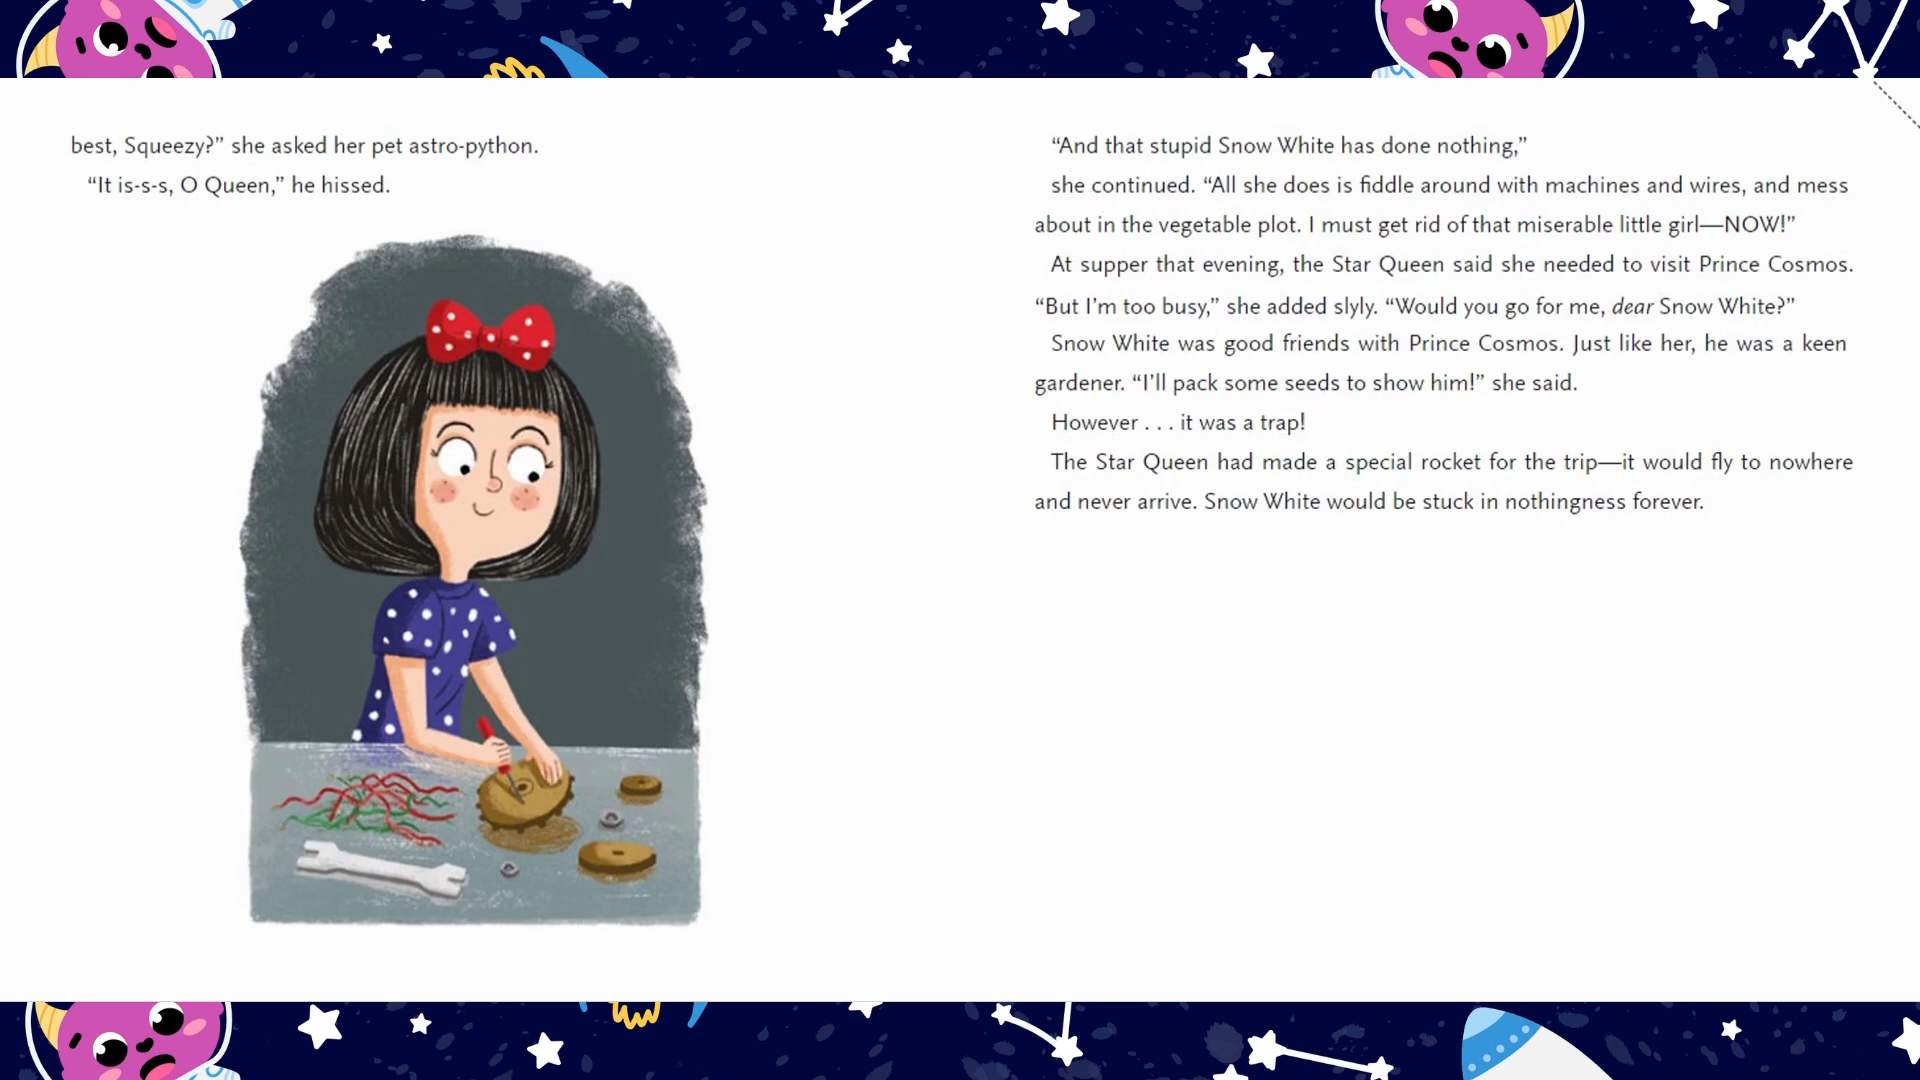 best, Squeezy?” she asked her pet astro-python.
“It is-s-s, O Queen,” he hissed.
“And that stupid Snow White has done nothing,”
she continued. “All she does is fiddle around with machines and wires, and mess
about in the vegetable plot. I must get rid of that miserable little girl—NOW!”
At supper that evening, the Star Queen said she needed to visit Prince Cosmos.
“But I’m too busy,” she added slyly. “Would you go for me, dear Snow White?”
Snow White was good friends with Prince Cosmos. Just like her, he was a keen
gardener. “I’ll pack some seeds to show him!” she said.
However . . . it was a trap!
The Star Queen had made a special rocket for the trip—it would fly to nowhere
and never arrive. Snow White would be stuck in nothingness forever.